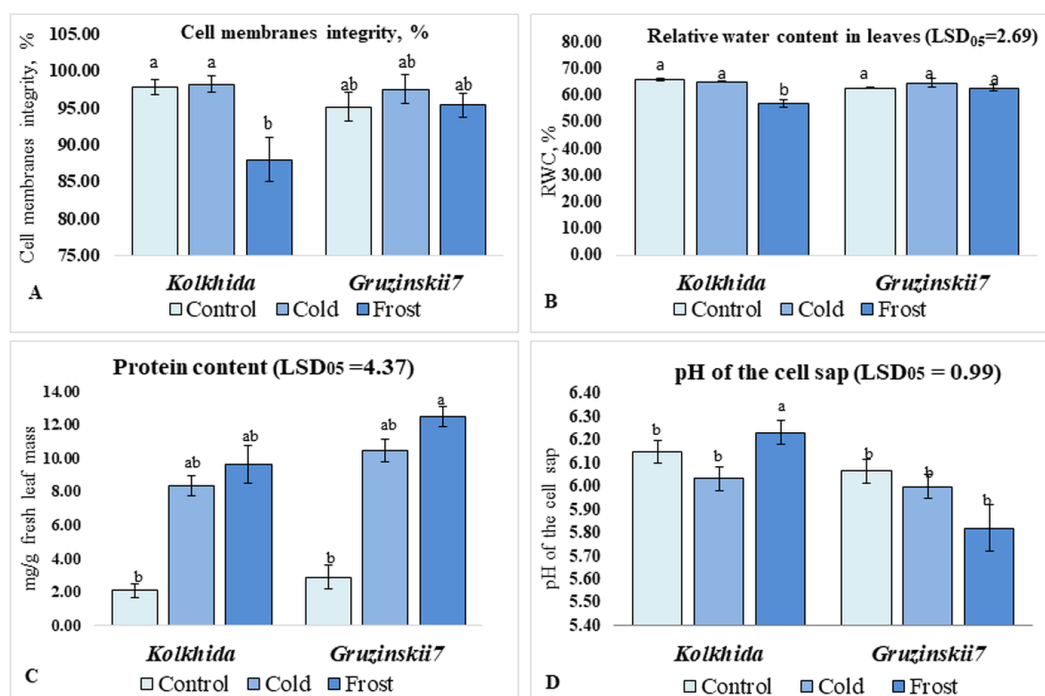 Cell membranes integrity, %
Cell membranes integrity, %
105.00
100.00
95.00
90.00
85.00
80.00
75.00
a
a
b
ab
ab
ab
Kolkhida
Gruzinskii7
A
Control
Cold
Frost
Relative water content in leaves (LSD05=2.69)
RWC, %
80.00
70.00
60.00
50.00
40.00
30.00
20.00
10.00
0.00
a
a
b
a
a
a
Kolkhida
Gruzinskii7
B
Control
Cold
Frost
Protein content (LSD05 =4.37)
mg/g fresh leaf mass
14.00
12.00
10.00
8.00
6.00
4.00
2.00
0.00
b
ab
ab
b
ab
a
Kolkhida
Gruzinskii7
C
Control
Cold
Frost
pH of the cell sap (LSD05 = 0.99)
pH of the cell sap
6.40
6.30
6.20
6.10
6.00
5.90
5.80
5.70
5.60
5.50
5.40
b
b
a
b
b
b
Kolkhida
Gruzinskii7
D
Control
Cold
Frost